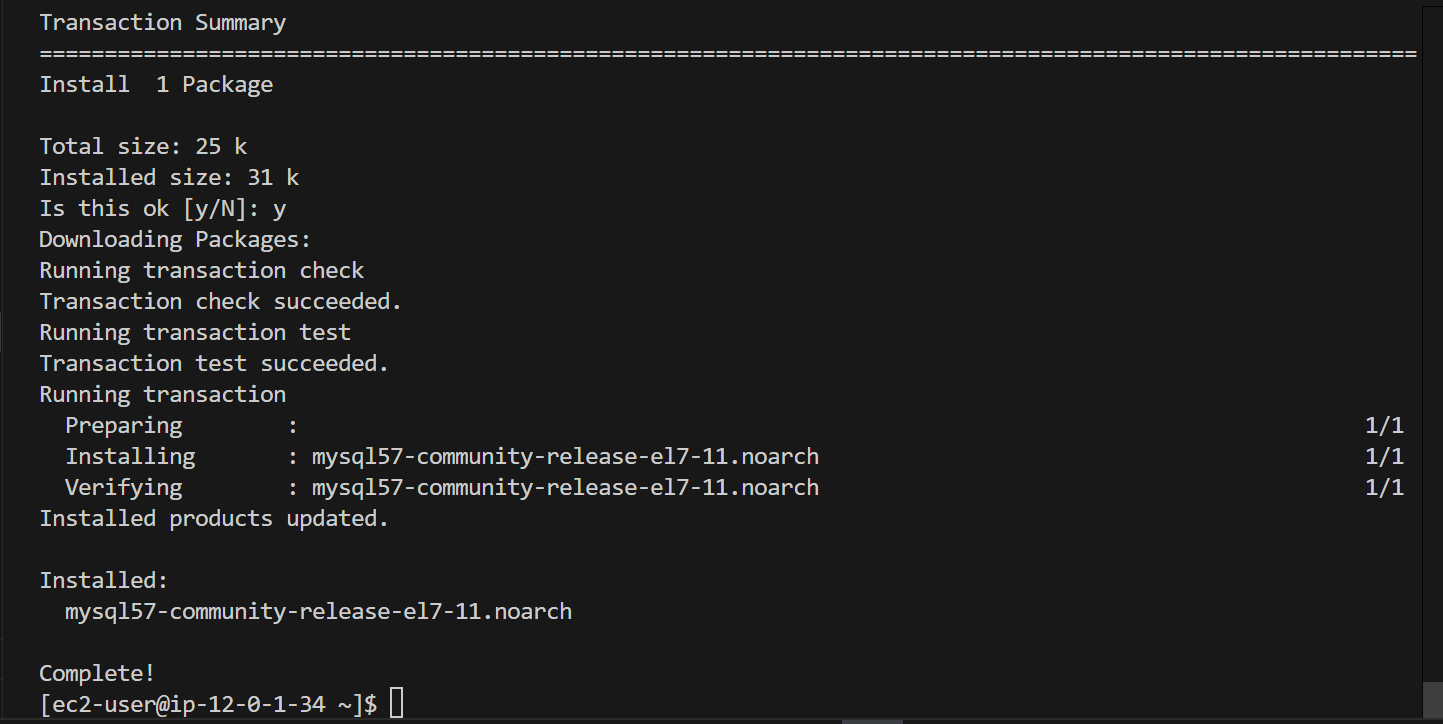 Transaction Summary
==========================================================================================================
Install  1 Package
Total size: 25 k
Installed size: 31 k
Is this ok [y/N]: y
Downloading Packages:
Running transaction check
Transaction check succeeded.
Running transaction test
Transaction test succeeded.
Running transaction
  Preparing        :                                                                                  1/1
  Installing       : mysql57-community-release-el7-11.noarch                                          1/1
  Verifying        : mysql57-community-release-el7-11.noarch                                          1/1
Installed products updated.
Installed:
  mysql57-community-release-el7-11.noarch
Complete!
[ec2-user@ip-12-0-1-34 ~]$